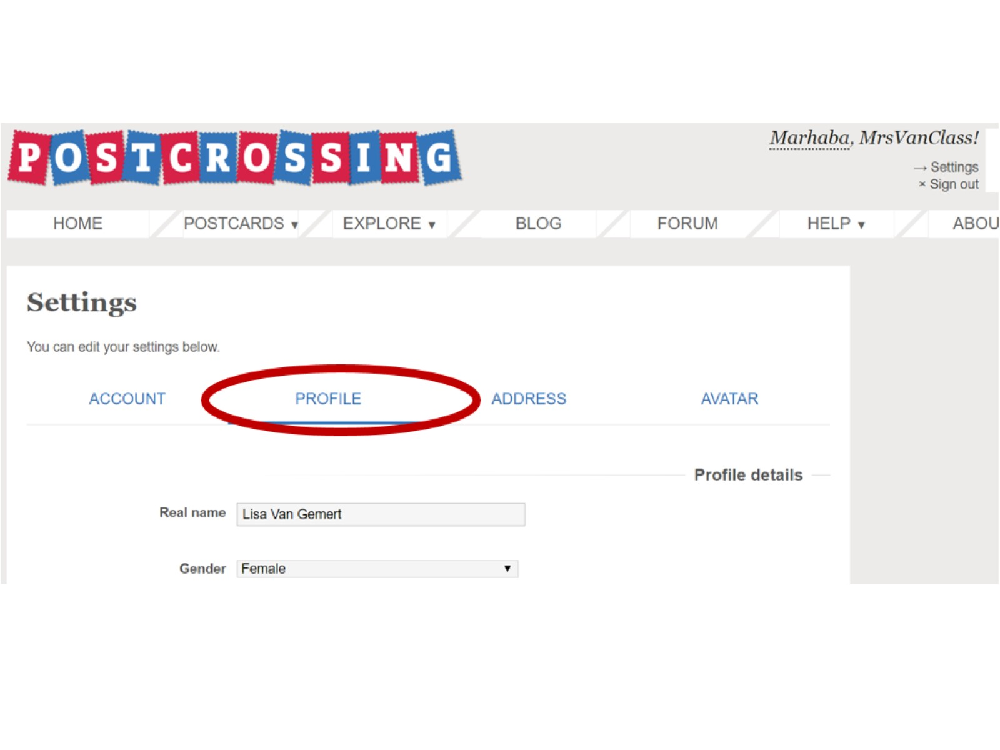 POSTCROSSING
Marhaba, MrsVanClass!
→ Settings
× Sign out
HOME POSTCARDS ▼ EXPLORE ▼ BLOG FORUM HELP ▼ ABOU
Settings
You can edit your settings below.
ACCOUNT PROFILE ADDRESS AVATAR
Profile details
Real name Lisa Van Gemert
Gender Female ▼